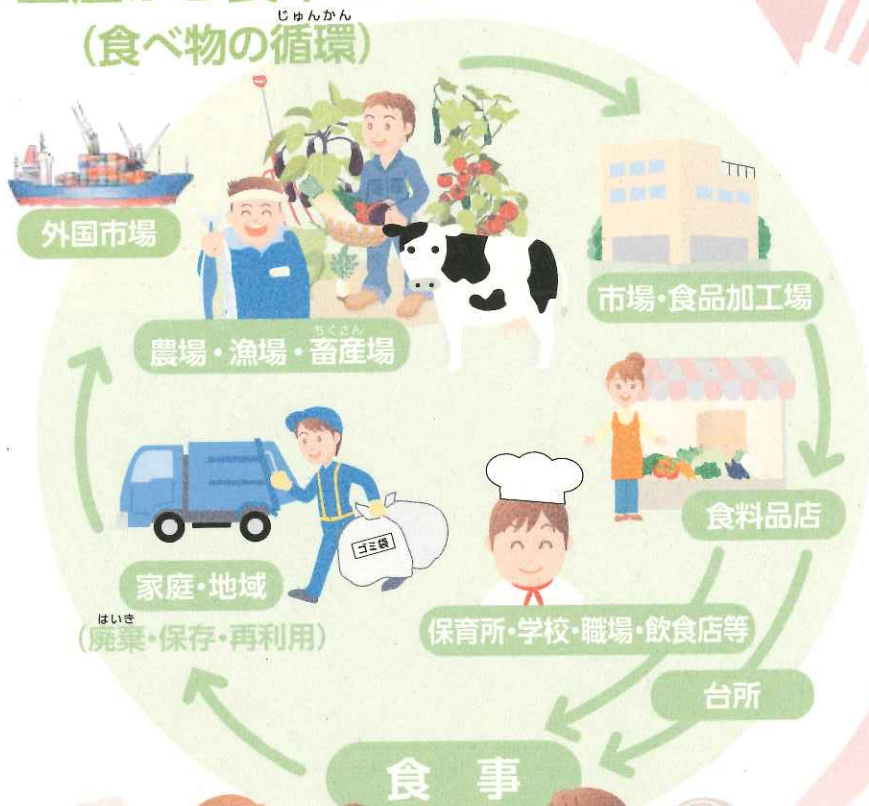 じゅんかん
(食べ物の循環)
外国市場
ちくさん
農場・漁場・畜産場
市場・食品加工場
食料品店
ゴミ袋
家庭・地域
はいき
(廃棄・保存・再利用)
保育所・学校・職場・飲食店等
台所
食事